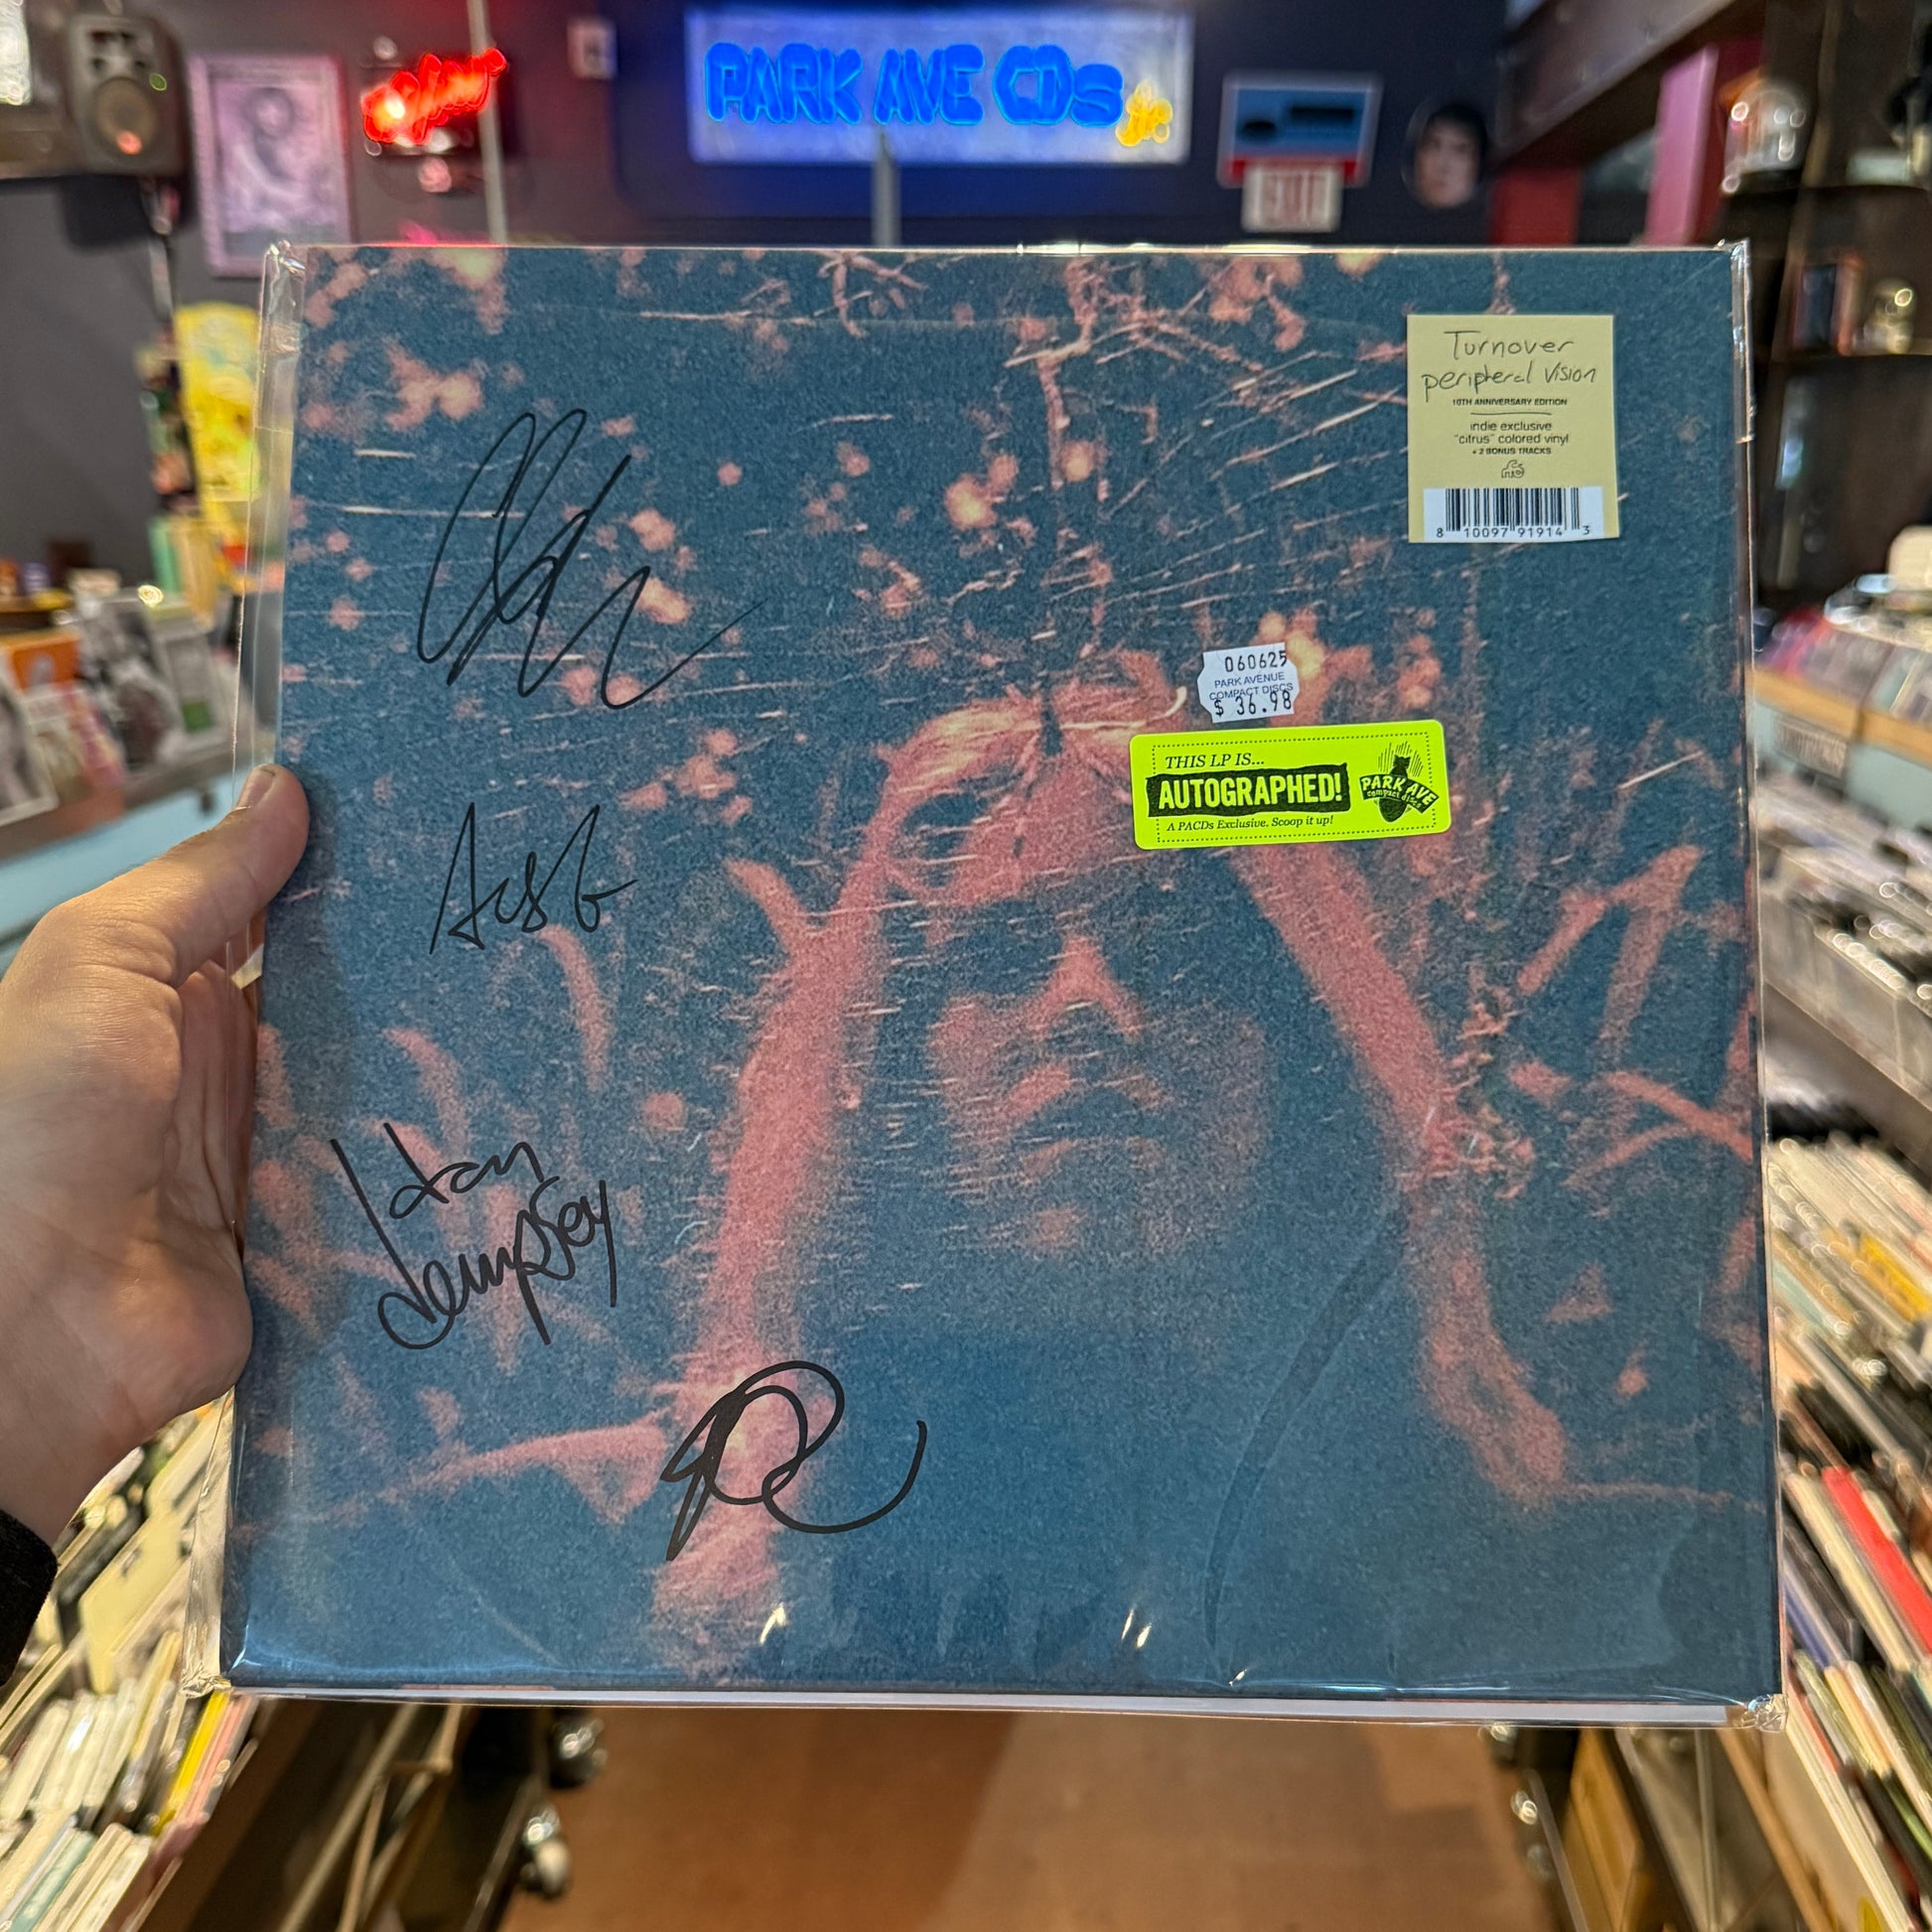 PARK AVE CDs
EXIT
Turnover
peripheral vision
10TH ANNIVERSARY EDITION
indie exclusive
"citrus" colored vinyl
+ 2 BONUS TRACKS
8 10097 91914 3
060625
PARK AVENUE
COMPACT DISCS
$ 36.98
THIS LP IS...
AUTOGRAPHED!
A PACDs Exclusive. Scoop it up!
PARK AVE
compact discs
Dempsey